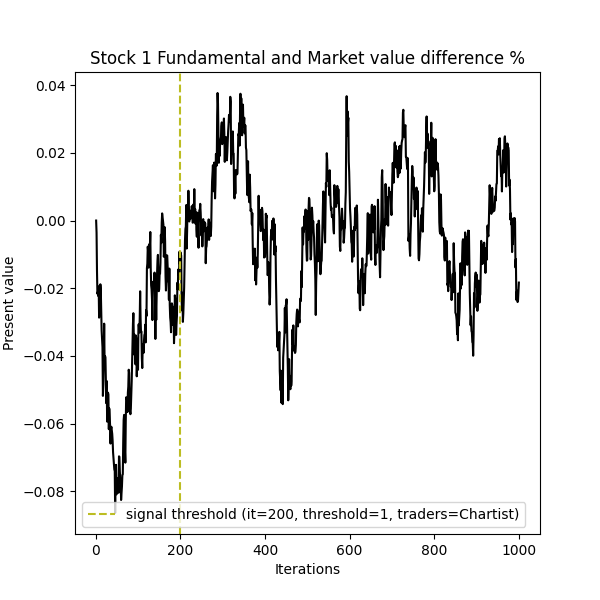 Stock 1 Fundamental and Market value difference %
0.04
0.02
0.00
−0.02
−0.04
−0.06
−0.08
Present value
signal threshold (it=200, threshold=1, traders=Chartist)
0 200 400 600 800 1000
Iterations